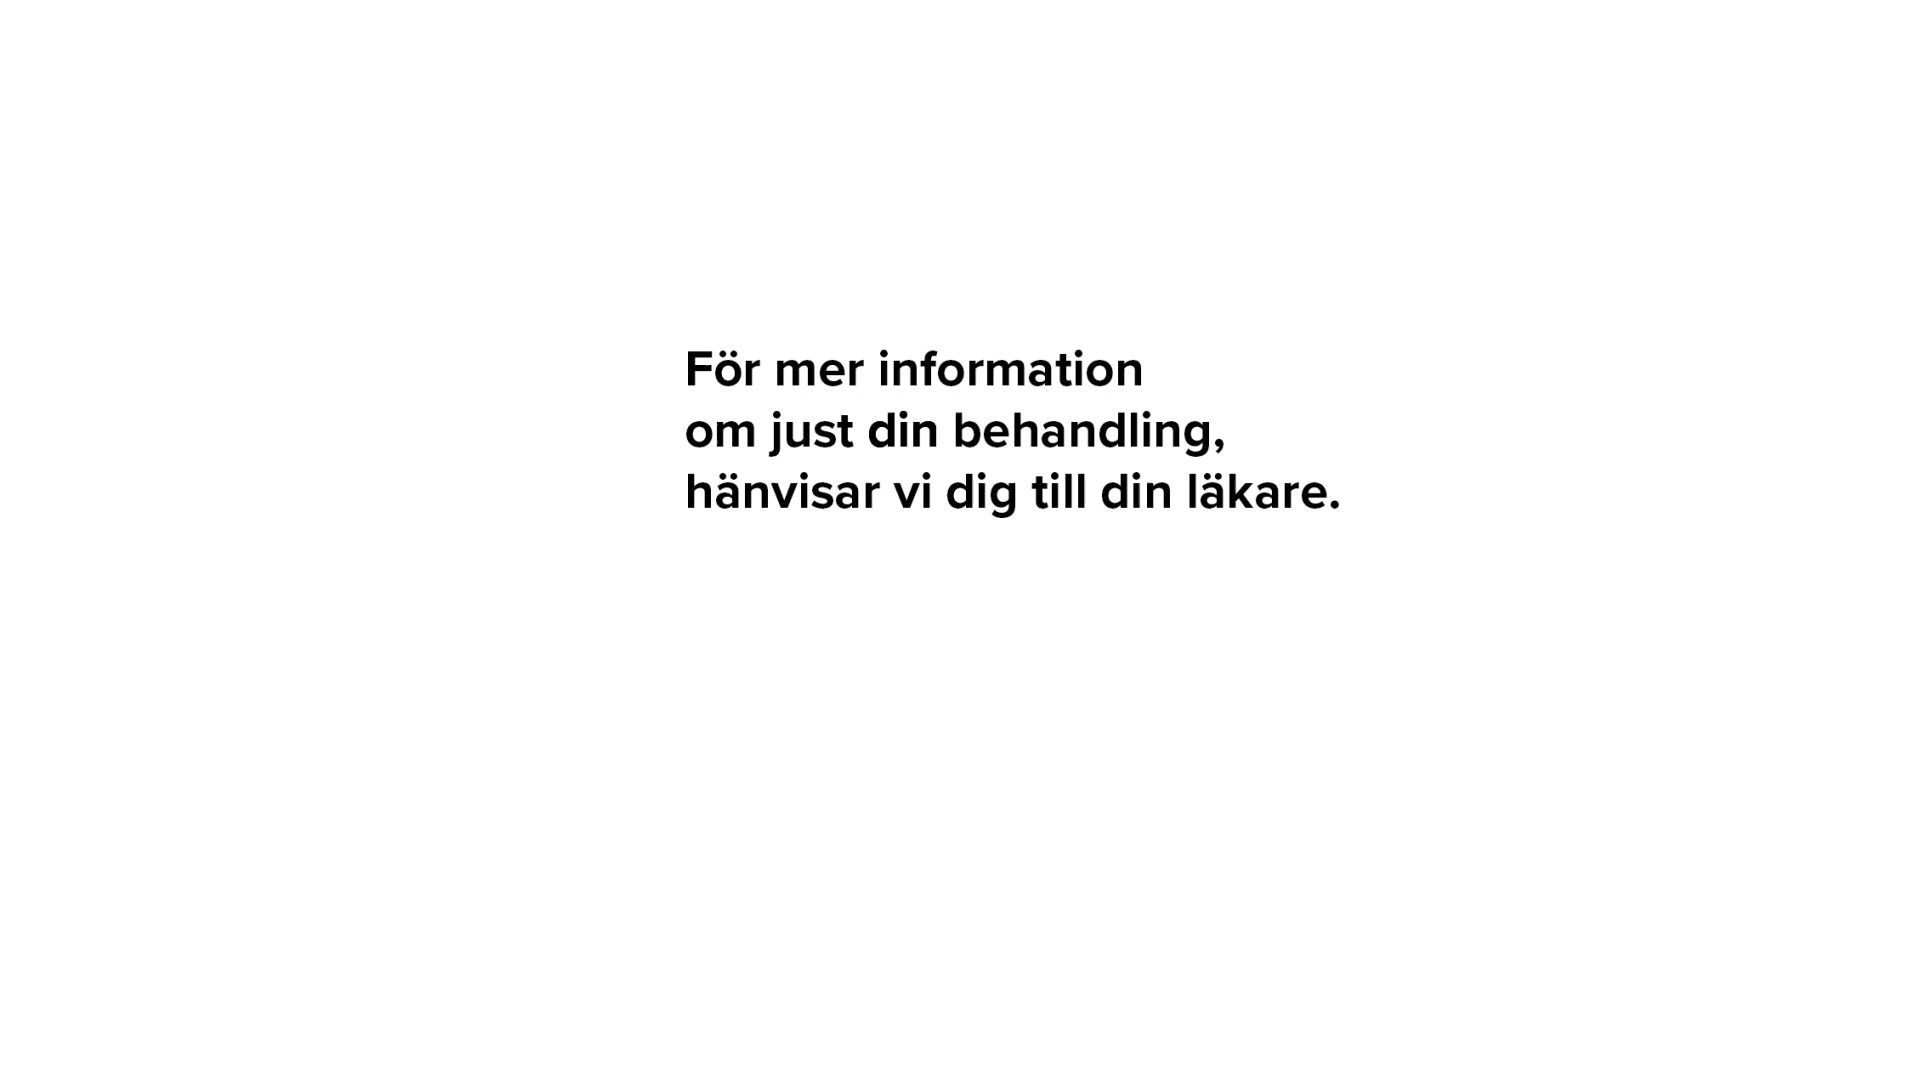 För mer information
om just din behandling,
hänvisar vi dig till din läkare.